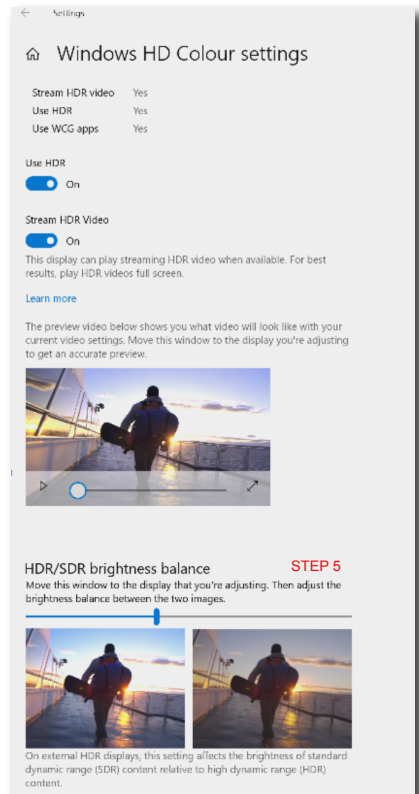 Settings
Windows HD Colour settings
Stream HDR video Yes
Use HDR Yes
Use WCG apps Yes
Use HDR
On
Stream HDR Video
On
This display can play streaming HDR video when available. For best
results, play HDR videos full screen.
Learn more
The preview video below shows you what video will look like with your
current video settings. Move this window to the display you're adjusting
to get an accurate preview.
HDR/SDR brightness balance STEP 5
Move this window to the display that you're adjusting. Then adjust the
brightness balance between the two images.
On external HDR displays, this setting affects the brightness of standard
dynamic range (SDR) content relative to high dynamic range (HDR)
content.